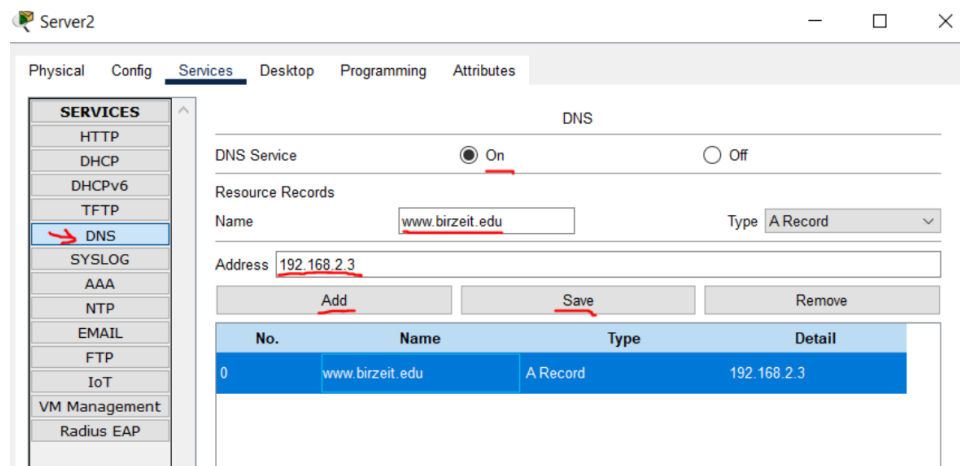 Server2
Physical Config Services Desktop Programming Attributes
SERVICES
HTTP
DHCP
DHCPv6
TFTP
DNS
SYSLOG
AAA
NTP
EMAIL
FTP
IoT
VM Management
Radius EAP
DNS
DNS Service On Off
Resource Records
Name www.birzeit.edu Type A Record
Address 192.168.2.3
Add Save Remove
No. Name Type Detail
0 www.birzeit.edu A Record 192.168.2.3